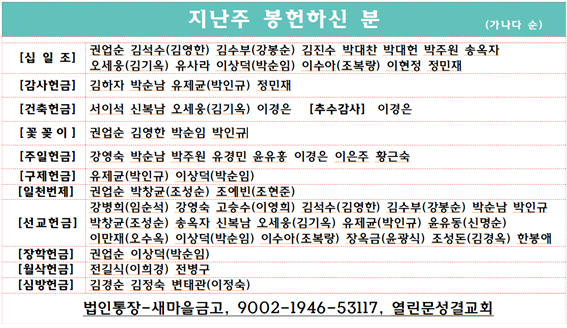 지난주 봉헌하신 분 (가나다 순)
[십 일 조] 권업순 김석수(김영한) 김수부(강봉순) 김진수 박대찬 박대헌 박주원 송옥자
오세웅(김기옥) 유사라 이상덕(박순임) 이수아(조복랑) 이현정 정민재
[감사헌금] 김하자 박순남 유제균(박인규) 정민재
[건축헌금] 서이석 신복남 오세웅(김기옥) 이경은 [추수감사] 이경은
[꽃 꽂 이] 권업순 김영한 박순임 박인규
[주일헌금] 강영숙 박순남 박주원 유경민 윤유흥 이경은 이은주 황근숙
[구제헌금] 유제균(박인규) 이상덕(박순임)
[일천번제] 권업순 박창균(조성순) 조예빈(조현준)
[선교헌금] 강병희(임순석) 강영숙 고승수(이영희) 김석수(김영한) 김수부(강봉순) 박순남 박인규
박창균(조성순) 송옥자 신복남 오세웅(김기옥) 유제균(박인규) 윤유동(신명순)
이만재(오수옥) 이상덕(박순임) 이수아(조복랑) 장옥금(윤광식) 조성돈(김경옥) 한봉애
[장학헌금] 권업순 이상덕(박순임)
[월삭헌금] 전길식(이희경) 전병구
[심방헌금] 김경순 김정숙 변태관(이정숙)
법인통장-새마을금고, 9002-1946-53117, 열린문성결교회